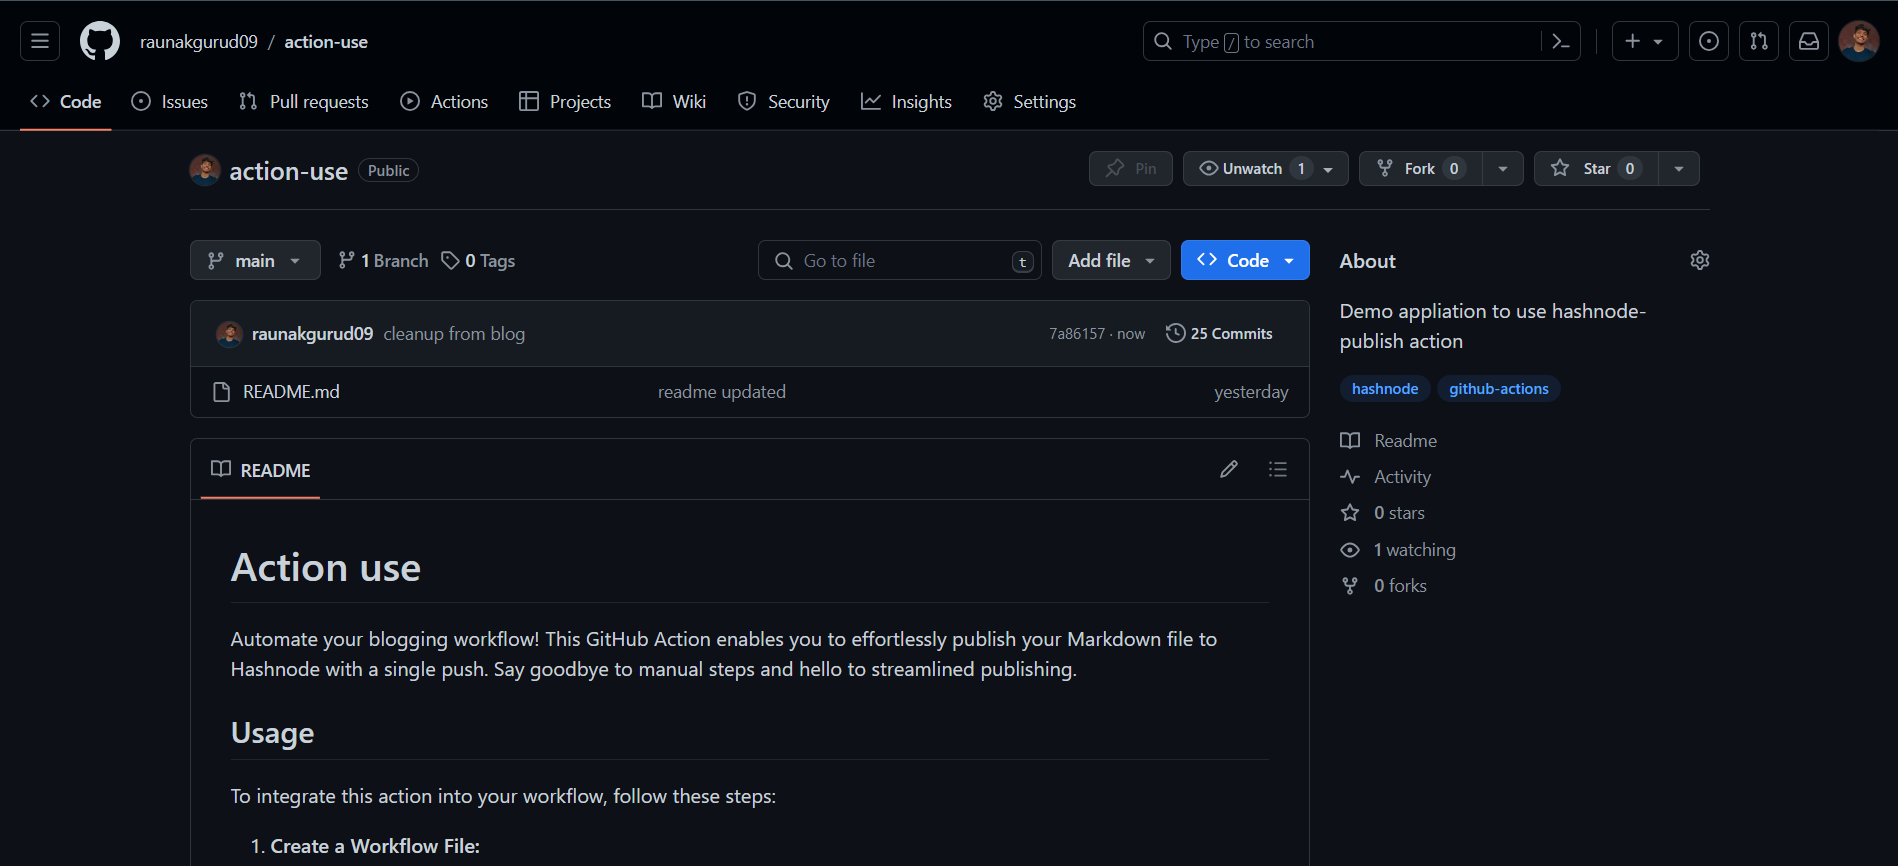 raunakgurud09 / action-use
Type / to search
Code Issues Pull requests Actions Projects Wiki Security Insights Settings
action-use Public
Pin Unwatch 1 Fork 0 Star 0
main 1 Branch 0 Tags Go to file t Add file Code
raunakgurud09 cleanup from blog 7a86157 · now 25 Commits
README.md readme updated yesterday
README
Action use
Automate your blogging workflow! This GitHub Action enables you to effortlessly publish your Markdown file to
Hashnode with a single push. Say goodbye to manual steps and hello to streamlined publishing.
Usage
To integrate this action into your workflow, follow these steps:
1. Create a Workflow File:
About
Demo appliation to use hashnode-
publish action
hashnode github-actions
Readme
Activity
0 stars
1 watching
0 forks